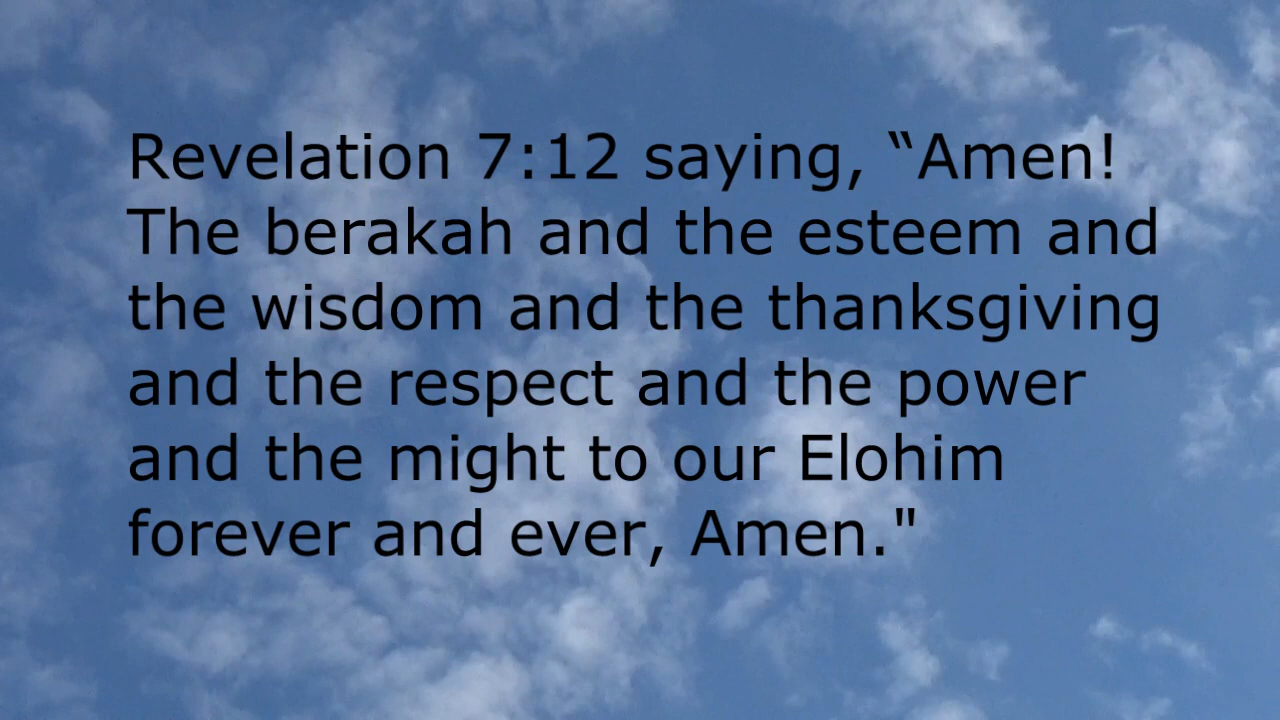 Revelation 7:12 saying, “Amen!
The berakah and the esteem and
the wisdom and the thanksgiving
and the respect and the power
and the might to our Elohim
forever and ever, Amen."